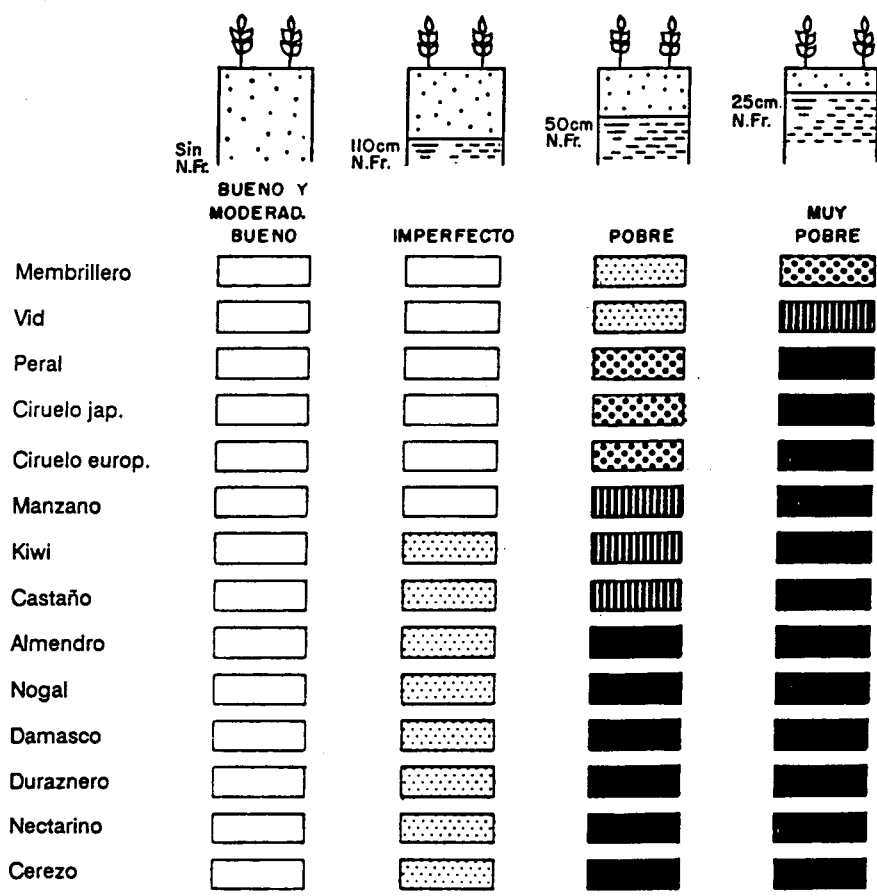 Sin
N.Fr.
110cm
N.Fr.
50cm
N.Fr.
25cm.
N.Fr.
BUENO Y
MODERAD.
BUENO
IMPERFECTO
POBRE
MUY
POBRE
Membrillero
Vid
Peral
Ciruelo jap.
Ciruelo europ.
Manzano
Kiwi
Castaño
Almendro
Nogal
Damasco
Duraznero
Nectarino
Cerezo